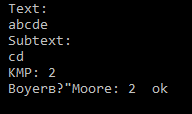 Text:
abcde
Subtext:
cd
KMP: 2
Boyerв?"Moore: 2  ok